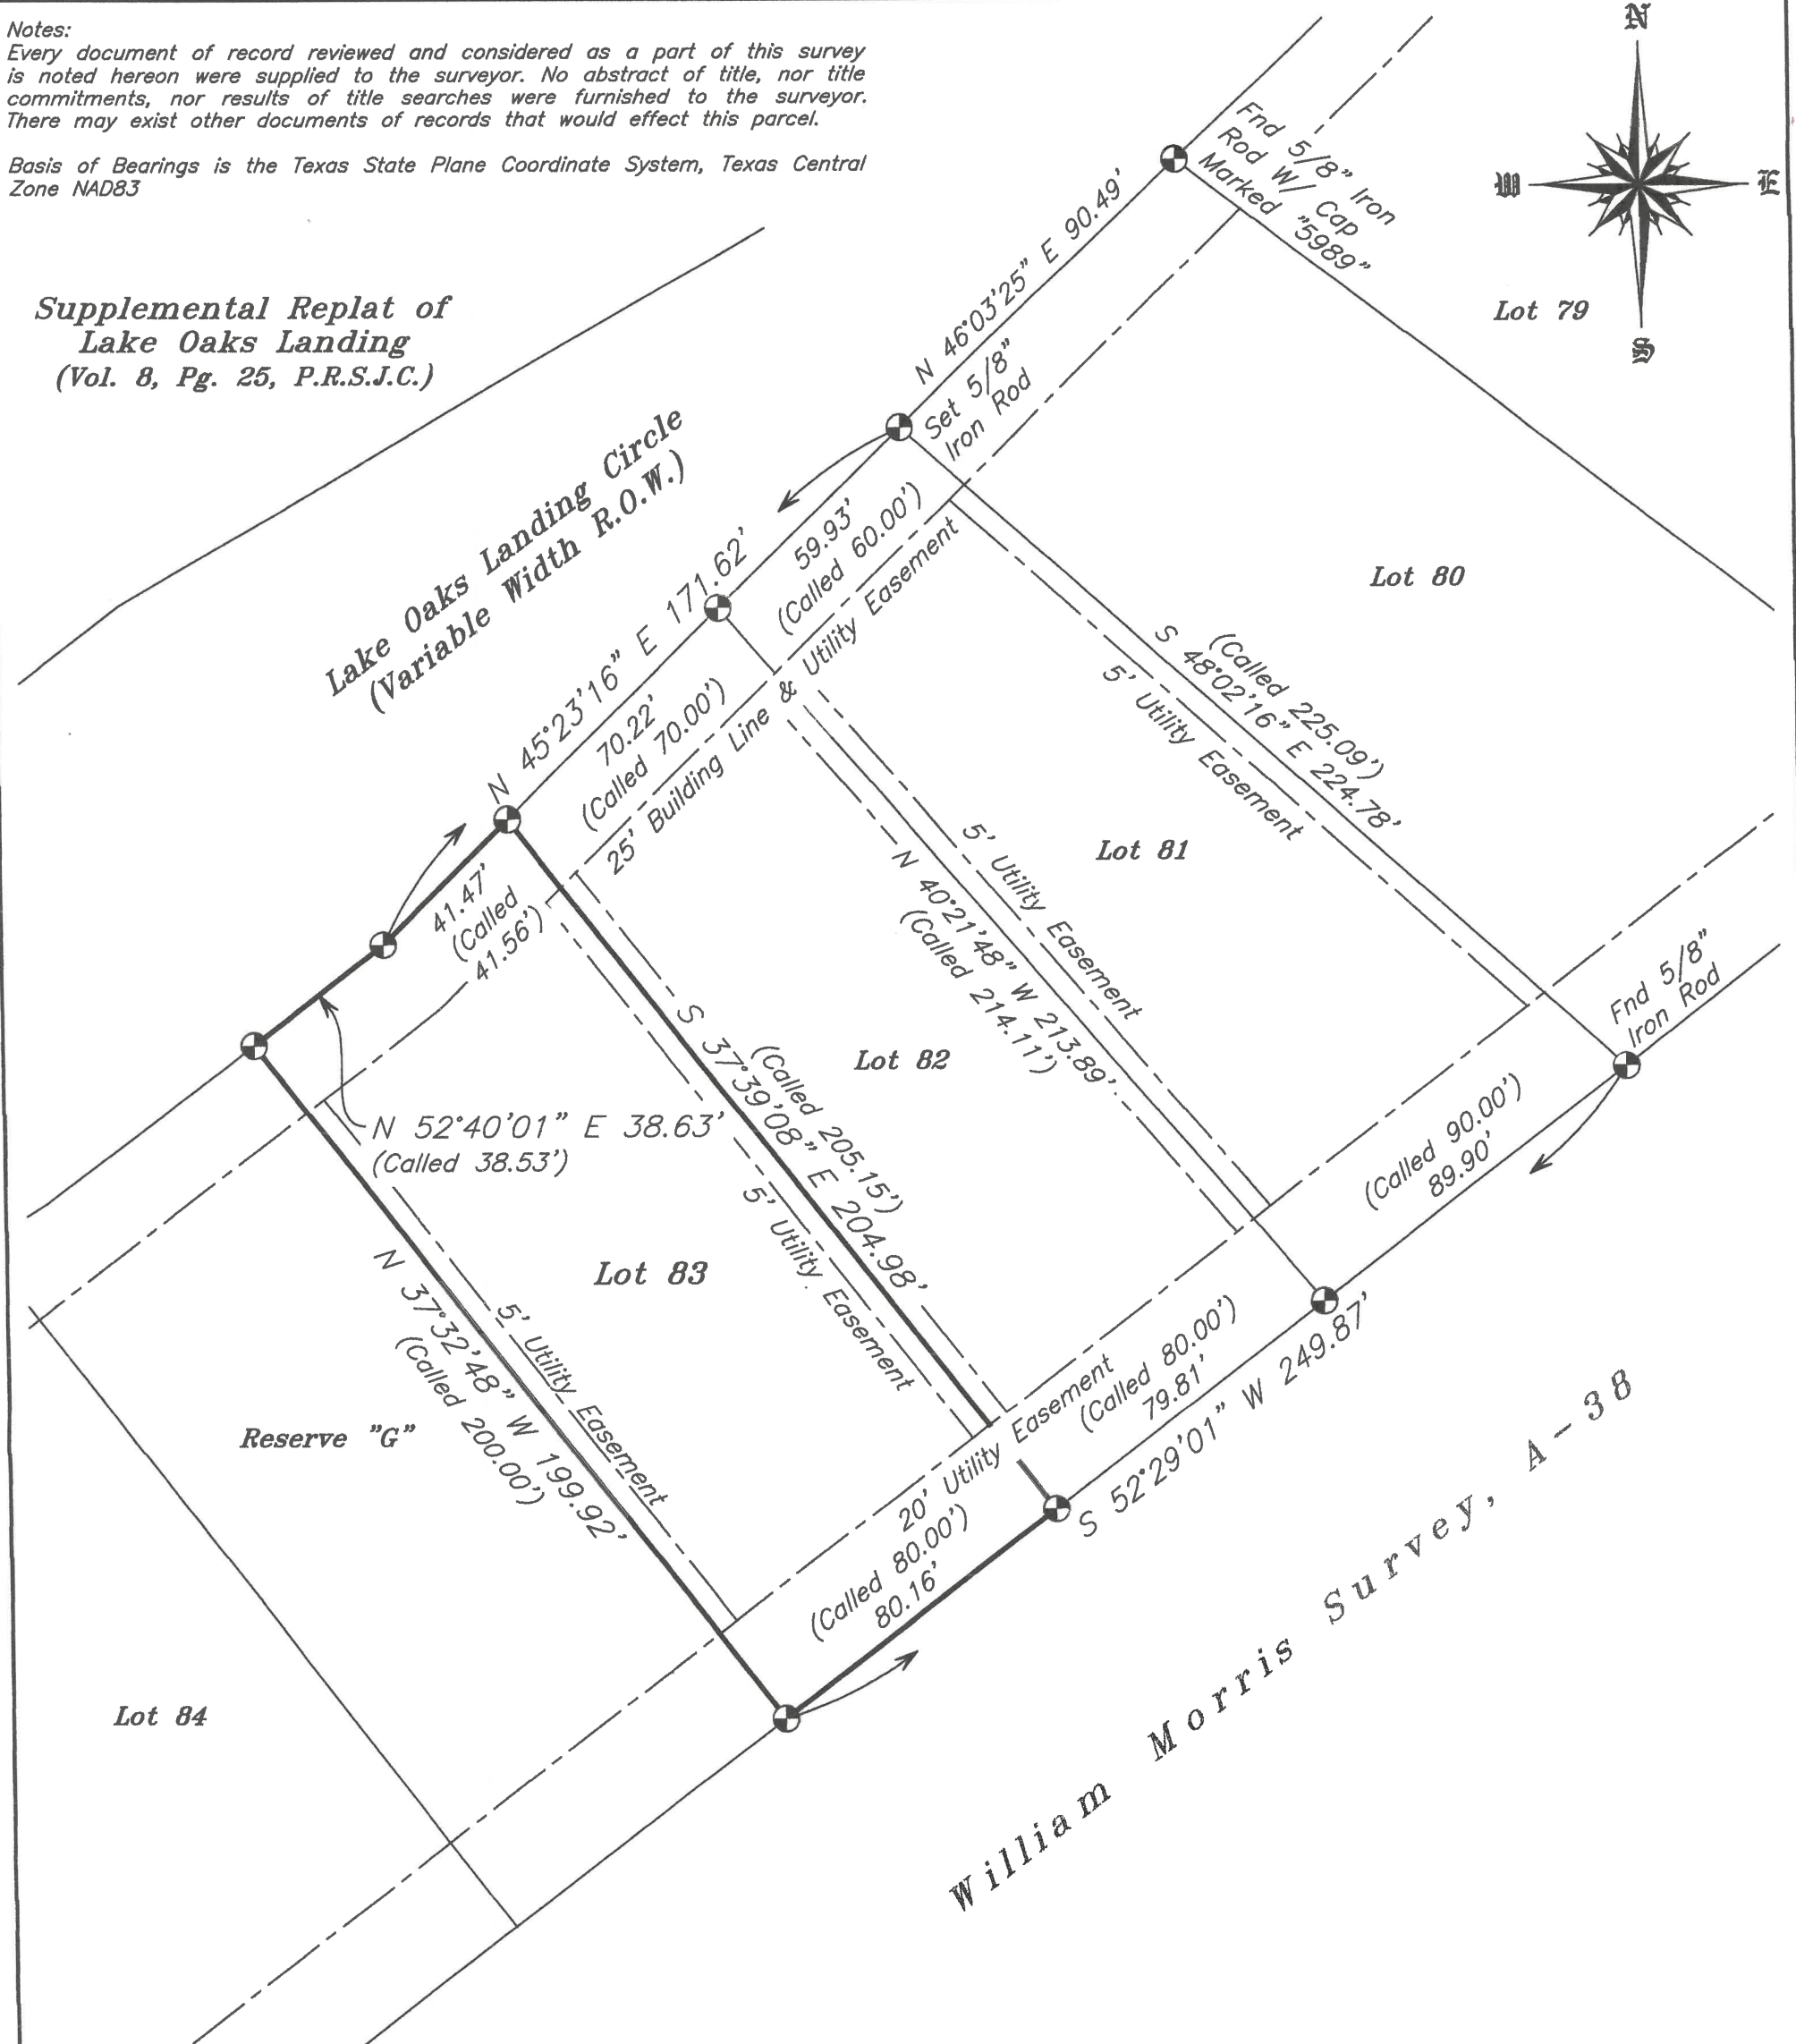 Notes:
Every document of record reviewed and considered as a part of this survey
is noted hereon were supplied to the surveyor. No abstract of title, nor title
commitments, nor results of title searches were furnished to the surveyor.
There may exist other documents of records that would effect this parcel.
Basis of Bearings is the Texas State Plane Coordinate System, Texas Central
Zone NAD83
N
W
E
S
Fnd 5/8" Iron
Rod W/ Cap
Marked "5989"
Supplemental Replat of
Lake Oaks Landing
(Vol. 8, Pg. 25, P.R.S.J.C.)
Lot 79
N 46°03'25" E 90.49'
Set 5/8"
Iron Rod
Lake Oaks Landing Circle
(Variable Width R.O.W.)
59.93'
(Called 60.00')
N 45°23'16" E 171.62'
70.22'
(Called 70.00')
25' Building Line & Utility Easement
Lot 80
(Called 225.09')
S 48°02'16" E 224.78'
5' Utility Easement
Lot 81
5' Utility Easement
N 40°21'48" W 213.89'
(Called 214.11')
41.47'
(Called
41.56')
Lot 82
Fnd 5/8"
Iron Rod
(Called 205.15')
S 37°39'08" E 204.98'
5' Utility Easement
N 52°40'01" E 38.63'
(Called 38.53')
(Called 90.00')
89.90'
Lot 83
5' Utility Easement
N 37°32'48" W 199.92'
(Called 200.00')
(Called 80.00')
79.81'
S 52°29'01" W 249.87'
20' Utility Easement
(Called 80.00')
80.16'
Reserve "G"
Lot 84
William Morris Survey, A-38